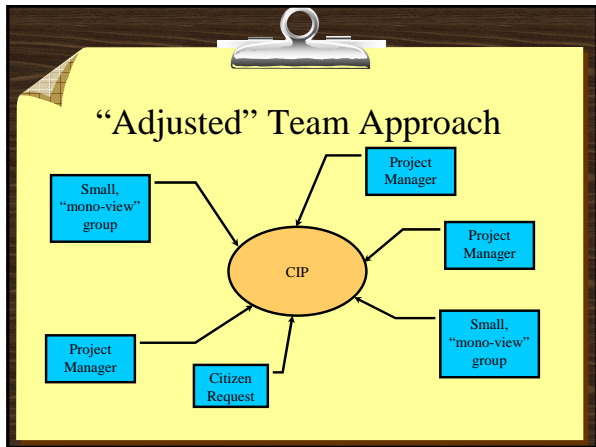 “Adjusted” Team Approach
Project
Manager
Small,
“mono-view”
group
Project
Manager
CIP
Small,
“mono-view”
group
Project
Manager
Citizen
Request